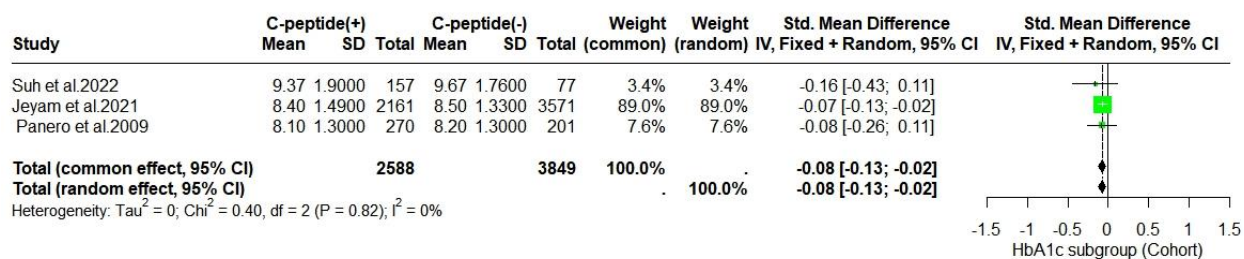 C-peptide(+) C-peptide(-) Weight Weight Std. Mean Difference Std. Mean Difference
Study Mean SD Total Mean SD Total (common) (random) IV, Fixed + Random, 95% CI IV, Fixed + Random, 95% CI
Suh et al.2022 9.37 1.9000 157 9.67 1.7600 77 3.4% 3.4% -0.16 [-0.43; 0.11]
Jeyam et al.2021 8.40 1.4900 2161 8.50 1.3300 3571 89.0% 89.0% -0.07 [-0.13; -0.02]
Panero et al.2009 8.10 1.3000 270 8.20 1.3000 201 7.6% 7.6% -0.08 [-0.26; 0.11]
Total (common effect, 95% CI) 2588 3849 100.0% . -0.08 [-0.13; -0.02]
Total (random effect, 95% CI) . 100.0% -0.08 [-0.13; -0.02]
Heterogeneity: Tau² = 0; Chi² = 0.40, df = 2 (P = 0.82); I² = 0%
-1.5 -1 -0.5 0 0.5 1 1.5
HbA1c subgroup (Cohort)